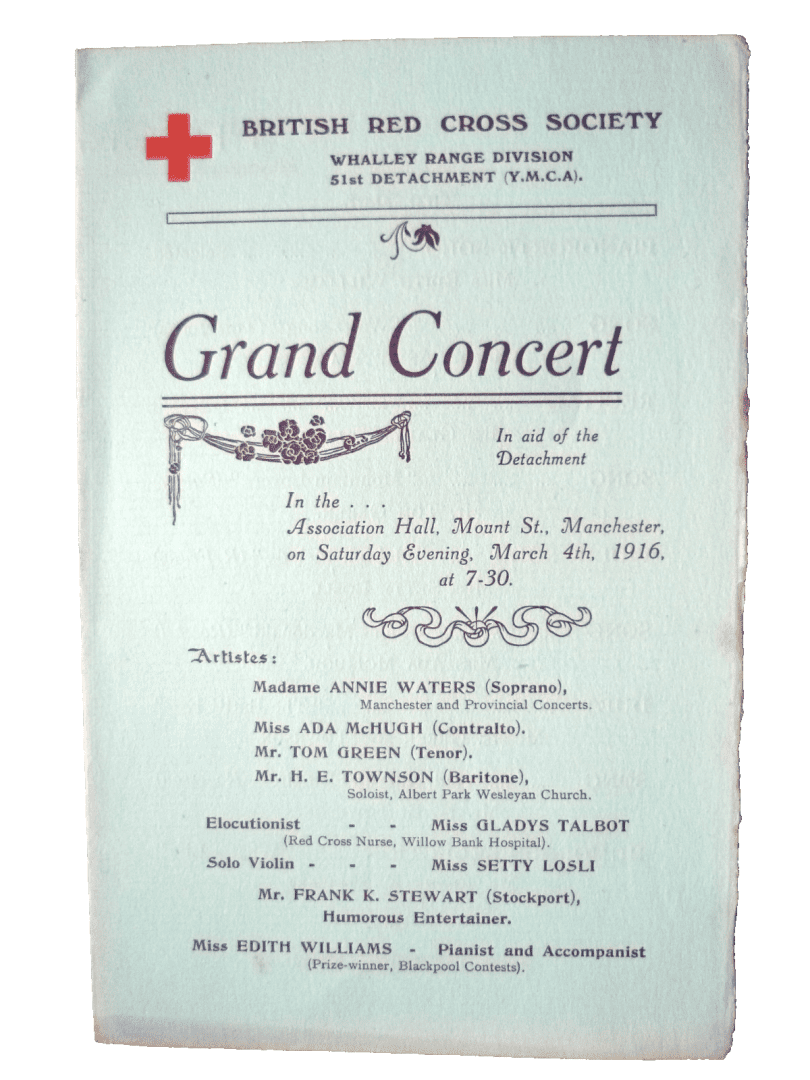 BRITISH RED CROSS SOCIETY
WHALLEY RANGE DIVISION
51st DETACHMENT (Y.M.C.A).
Grand Concert
In aid of the
Detachment
In the . . .
Association Hall, Mount St., Manchester,
on Saturday Evening, March 4th, 1916,
at 7-30.
Artistes:
Madame ANNIE WATERS (Soprano),
Manchester and Provincial Concerts.
Miss ADA McHUGH (Contralto).
Mr. TOM GREEN (Tenor).
Mr. H. E. TOWNSON (Baritone),
Soloist, Albert Park Wesleyan Church.
Elocutionist - - Miss GLADYS TALBOT
(Red Cross Nurse, Willow Bank Hospital).
Solo Violin - - - Miss SETTY LOSLI
Mr. FRANK K. STEWART (Stockport),
Humorous Entertainer.
Miss EDITH WILLIAMS - Pianist and Accompanist
(Prize-winner, Blackpool Contests).